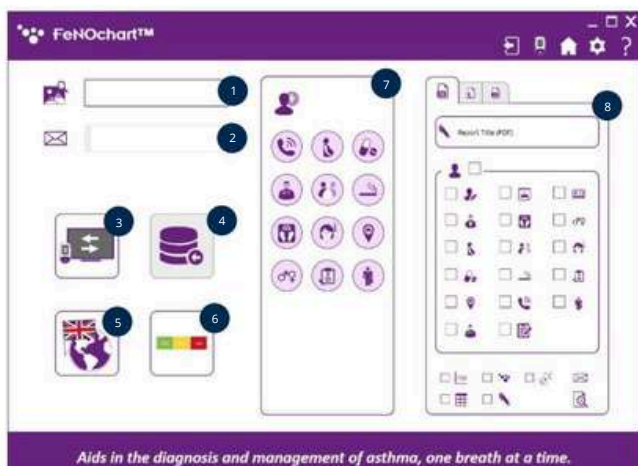 FeNOchart™
1
2
3
4
5
6
7
8
Report Title (PDF)
Aids in the diagnosis and management of asthma, one breath at a time.